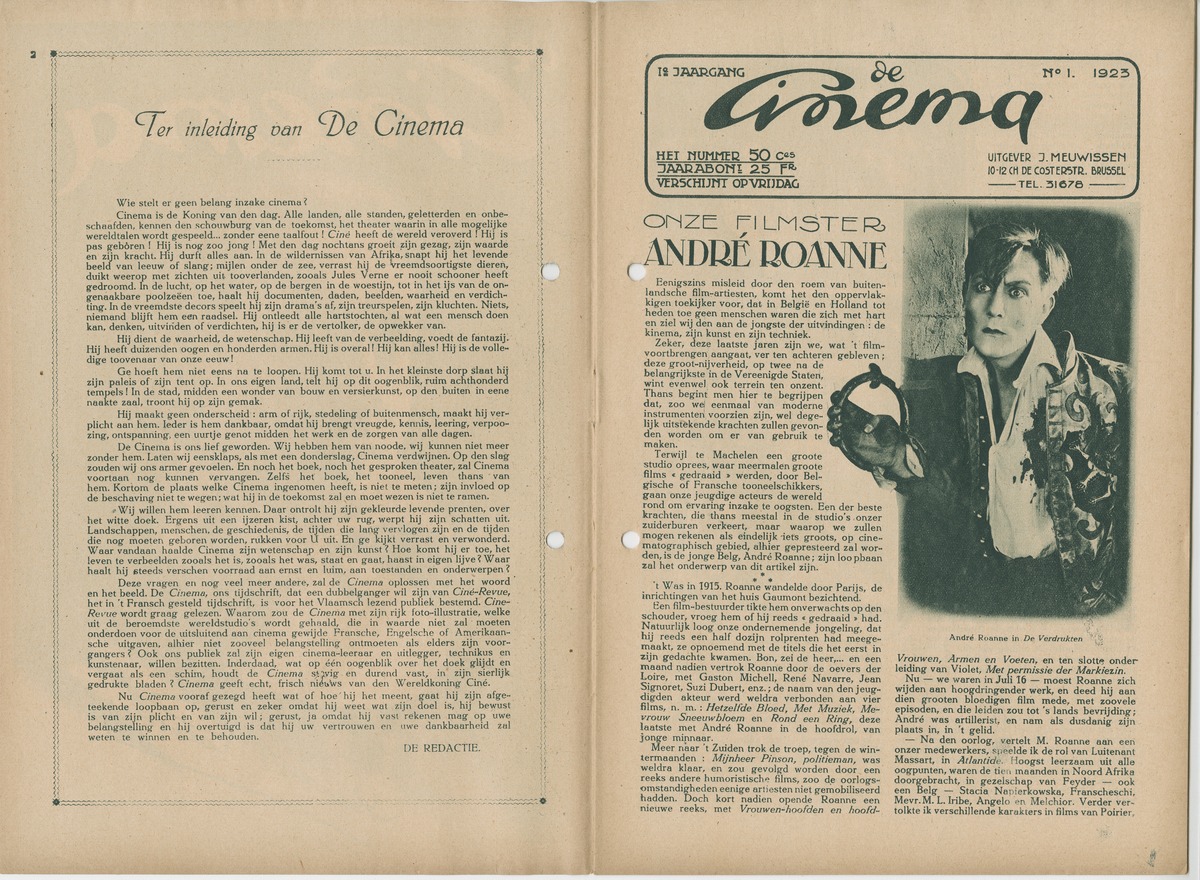 2
Ter inleiding van De Cinema
Wie stelt er geen belang inzake cinema?
Cinema is de Koning van den dag. Alle landen, alle standen, geletterden en onbe-
schaafden, kennen den schouwburg van de toekomst, het theater waarin in alle mogelijke
wereldtalen wordt gespeeld... zonder eene taalfout! Ciné heeft de wereld veroverd! Hij is
pas gebören! Hij is nog zoo jong! Met den dag nochtans groeit zijn gezag, zijn waarde
en zijn kracht. Hij durft alles aan. In de wildernissen van Afrika, snapt hij het levende
beeld van leeuw of slang; mijlen onder de zee, verrast hij de vreemdsoortigste dieren,
duikt weerop met zichten uit tooverlanden, zooals Jules Verne er nooit schooner heeft
gedroomd. In de lucht, op het water, op de bergen in de woestijn, tot in het ijs van de on-
genaakbare poolzeëen toe, haalt hij documenten, daden, beelden, waarheid en verdich-
ting. In de vreemdste decors speelt hij zijn drama's af, zijn treurspelen, zijn kluchten. Niets,
niemand blijft hem een raadsel. Hij ontleedt alle hartstochten, al wat een mensch doen
kan, denken, uitvinden of verdichten, hij is er de vertolker, de opwekker van.
Hij dient de waarheid, de wetenschap. Hij leeft van de verbeelding, voedt de fantazij.
Hij heeft duizenden oogen en honderden armen. Hij is overal! Hij kan alles! Hij is de volle-
dige toovenaar van onze eeuw!
Ge hoeft hem niet eens na te loopen. Hij komt tot u. In het kleinste dorp slaat hij
zijn paleis of zijn tent op. In ons eigen land, telt hij op dit oogenblik, ruim achthonderd
tempels! In de stad, midden een wonder van bouw en versierkunst, op den buiten in eene
naakte zaal, troont hij op zijn gemak.
Hij maakt geen onderscheid: arm of rijk, stedeling of buitenmensch, maakt hij ver-
plicht aan hem. Ieder is hem dankbaar, omdat hij brengt vreugde, kennis, leering, verpoo-
zing, ontspanning, een uurtje genot midden het werk en de zorgen van alle dagen.
De Cinema is ons lief geworden. Wij hebben hem van noode, wij kunnen niet meer
zonder hem. Laten wij eensklaps, als met een donderslag, Cinema verdwijnen. Op den slag
zouden wij ons armer gevoelen. En noch het boek, noch het gesproken theater, zal Cinema
voortaan nog kunnen vervangen. Zelfs het boek, het tooneel, leven thans van
hem. Kortom de plaats welke Cinema ingenomen heeft, is niet te meten; zijn invloed op
de beschaving niet te wegen; wat hij in de toekomst zal en moet wezen is niet te ramen.
Wij willen hem leeren kennen. Daar ontrolt hij zijn gekleurde levende prenten, over
het witte doek. Ergens uit een ijzeren kist, achter uw rug, werpt hij zijn schatten uit.
Landschappen, menschen, de geschiedenis, de tijden die lang vervlogen zijn en de tijden
die nog moeten geboren worden, rukken voor U uit. En ge kijkt verrast en verwonderd.
Waar vandaan haalde Cinema zijn wetenschap en zijn kunst? Hoe komt hij er toe, het
leven te verbeelden zooals het is, zooals het was, staat en gaat, haast in eigen lijve? Waar
haalt hij steeds verschen voorraad aan ernst en luim, aan toestanden en onderwerpen?
Deze vragen en nog veel meer andere, zal de Cinema oplossen met het woord
en het beeld. De Cinema, ons tijdschrift, dat een dubbelganger wil zijn van Ciné-Revue,
het in 't Fransch gesteld tijdschrift, is voor het Vlaamsch lezend publiek bestemd. Cine-
Revue wordt graag gelezen. Waarom zou de Cinema met zijn rijk foto-illustratie, welke
uit de beroemdste wereldstudio's wordt gehaald, die in waarde niet zal moeten
onderdoen voor de uitsluitend aan cinema gewijde Fransche, Engelsche of Amerikaan-
sche uitgaven, alhier niet zooveel belangstelling ontmoeten als elders zijn voor-
gangers? Ook ons publiek zal zijn eigen cinema-leeraar en uitlegger, technikus en
kunstenaar, willen bezitten. Inderdaad, wat op één oogenblik over het doek glijdt en
vergaat als een schim, houdt de Cinema stevig en durend vast, in zijn sierlijk
gedrukte bladen? Cinema geeft echt, frisch nieuws van den Wereldkoning Ciné.
Nu Cinema vooraf gezegd heeft wat of hoe hij het meent, gaat hij zijn afge-
teekende loopbaan op, gerust en zeker omdat hij weet wat zijn doel is, hij bewust
is van zijn plicht en van zijn wil; gerust, ja omdat hij vast rekenen mag op uwe
belangstelling en hij overtuigd is dat hij uw vertrouwen en uwe dankbaarheid zal
weten te winnen en te behouden.
DE REDACTIE.
1e JAARGANG
de Cinema
No 1. 1923
HET NUMMER 50 Ces
JAARABONT 25 FR
VERSCHIJNT OP VRIJDAG
UITGEVER J. MEUWISSEN
10-12 CH DE COSTERSTR. BRUSSEL
TEL. 31678
ONZE FILMSTER
ANDRÉ ROANNE
Eenigszins misleid door den roem van buiten-
landsche film-artiesten, komt het den oppervlak-
kigen toekijker voor, dat in België en Holland tot
heden toe geen menschen waren die zich met hart
en ziel wijden aan de jongste der uitvindingen: de
kinema, zijn kunst en zijn techniek.
Zeker, deze laatste jaren zijn we, wat 't film-
voortbrengen aangaat, ver ten achteren gebleven;
deze groot-nijverheid, op twee na de
belangrijkste in de Vereenigde Staten,
wint evenwel ook terrein ten onzent.
Thans begint men hier te begrijpen
dat, zoo we eenmaal van moderne
instrumenten voorzien zijn, wel dege-
lijk uitstekende krachten zullen gevon-
den worden om er van gebruik te
maken.
Terwijl te Machelen een groote
studio oprees, waar meermalen groote
films « gedraaid » werden, door Bel-
gische of Fransche tooneelschikkers,
gaan onze jeugdige acteurs de wereld
rond om ervaring inzake te oogsten. Een der beste
krachten, die thans meestal in de studio's onzer
zuiderburen verkeert, maar waarop we zullen
mogen rekenen als eindelijk iets groots, op cine-
matographisch gebied, alhier gepresteerd zal wor-
den, is de jonge Belg, André Roanne; zijn loopbaan
zal het onderwerp van dit artikel zijn.
* * *
't Was in 1915. Roanne wandelde door Parijs, de
inrichtingen van het huis Gaumont bezichtend.
Een film-bestuurder tikte hem onverwachts op den
schouder, vroeg hem of hij reeds « gedraaid » had.
Natuurlijk loog onze ondernemende jongeling, dat
hij reeds een half dozijn rolprenten had meege-
maakt, ze opnoemend met de titels die het eerst in
zijn gedachte kwamen. Bon, zei de heer,... en een
maand nadien vertrok Roanne door de oevers der
Loire, met Gaston Michell, René Navarre, Jean
Signoret, Suzi Dubert, enz.; de naam van den jeug-
digden akteur werd weldra verbonden aan vier
films, n. m.: Hetzelfde Bloed, Met Muziek, Me-
vrouw Sneeuwbloem en Rond een Ring, deze
laatste met André Roanne in de hoofdrol, van
jonge minnaar.
Meer naar 't Zuiden trok de troep, tegen de win-
termaanden: Mijnheer Pinson, politieman, was
weldra klaar, en zou gevolgd worden door een
reeks andere humoristische films, zoo de oorlogs-
omstandigheden eenige artiesten niet gemobiliseerd
hadden. Doch kort nadien opende Roanne een
nieuwe reeks, met Vrouwen-hoofden en hoofd-
André Roanne in De Verdrukten
Vrouwen, Armen en Voeten, en ten slotte onder
leiding van Violet, Met permissie der Markiezin.
Nu — we waren in Juli 16 — moest Roanne zich
wijden aan hoogdringender werk, en deed hij aan
dien grooten bloedigen film mede, met zoovele
episoden, en die leiden zou tot 's lands bevrijding;
André was artillerist, en nam als dusdanig zijn
plaats in, in 't gelid.
— Na den oorlog, vertelt M. Roanne aan een
onzer medewerkers, speelde ik de rol van Luitenant
Massart, in Atlantide. Hoogst leerzaam uit alle
oogpunten, waren de tien maanden in Noord Afrika
doorgebracht, in gezelschap van Feyder — ook
een Belg — Stacia Napierkowska, Franscheschi,
Mevr. M. L. Iribe, Angelo en Melchior. Verder ver-
tolkte ik verschillende karakters in films van Poirier,